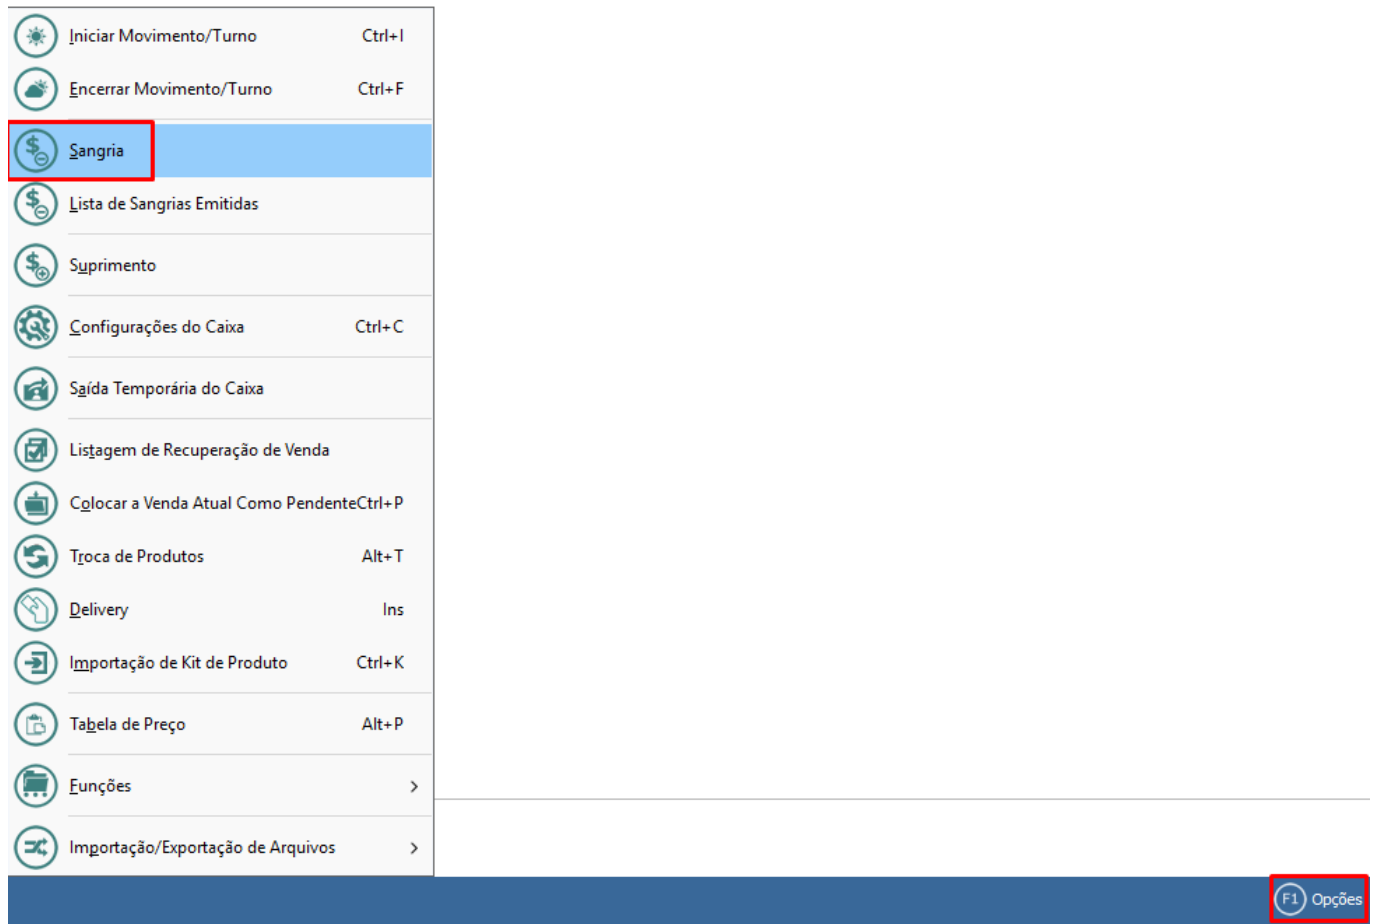 Iniciar Movimento/Turno Ctrl+I
Encerrar Movimento/Turno Ctrl+F
Sangria
Lista de Sangrias Emitidas
Suprimento
Configurações do Caixa Ctrl+C
Saída Temporária do Caixa
Listagem de Recuperação de Venda
Colocar a Venda Atual Como PendenteCtrl+P
Troca de Produtos Alt+T
Delivery Ins
Importação de Kit de Produto Ctrl+K
Tabela de Preço Alt+P
Funções
Importação/Exportação de Arquivos
F1 Opções